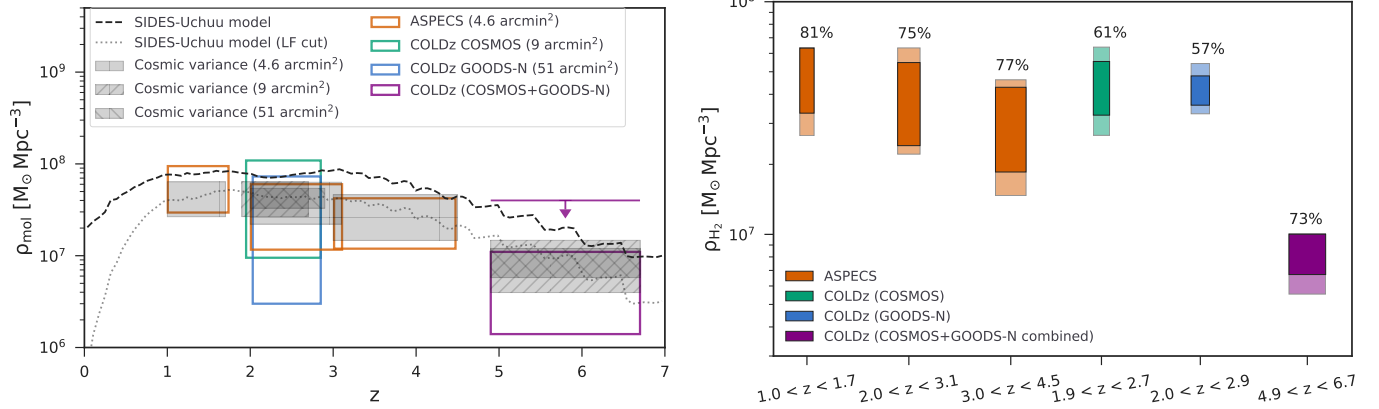 SIDES-Uchuu model
SIDES-Uchuu model (LF cut)
Cosmic variance (4.6 arcmin²)
Cosmic variance (9 arcmin²)
Cosmic variance (51 arcmin²)
ASPECS (4.6 arcmin²)
COLDz COSMOS (9 arcmin²)
COLDz GOODS-N (51 arcmin²)
COLDz (COSMOS+GOODS-N)
10⁹
10⁸
10⁷
10⁶
ρmol [M⊙ Mpc⁻³]
0 1 2 3 4 5 6 7
z
81%
75%
77%
61%
57%
73%
10⁷
ρH₂ [M⊙ Mpc⁻³]
ASPECS
COLDz (COSMOS)
COLDz (GOODS-N)
COLDz (COSMOS+GOODS-N combined)
1.0 < z < 1.7
2.0 < z < 3.1
3.0 < z < 4.5
1.9 < z < 2.7
2.0 < z < 2.9
4.9 < z < 6.7